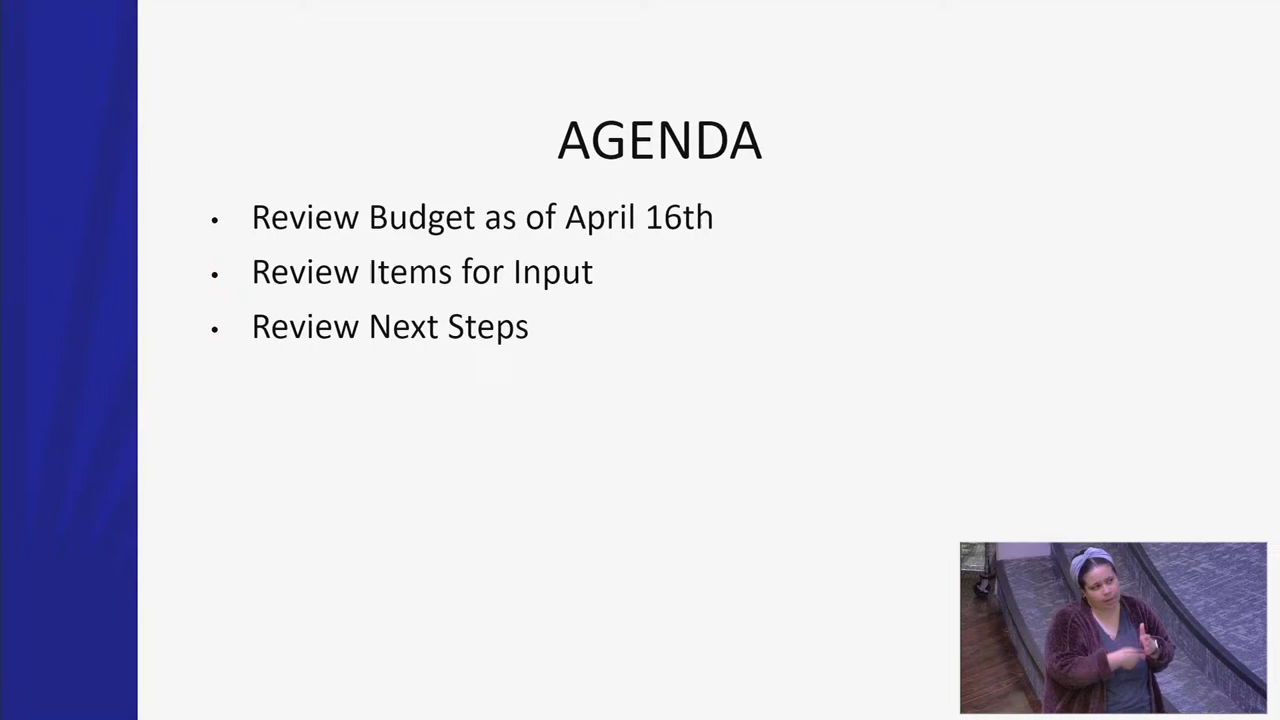 AGENDA
• Review Budget as of April 16th
• Review Items for Input
• Review Next Steps